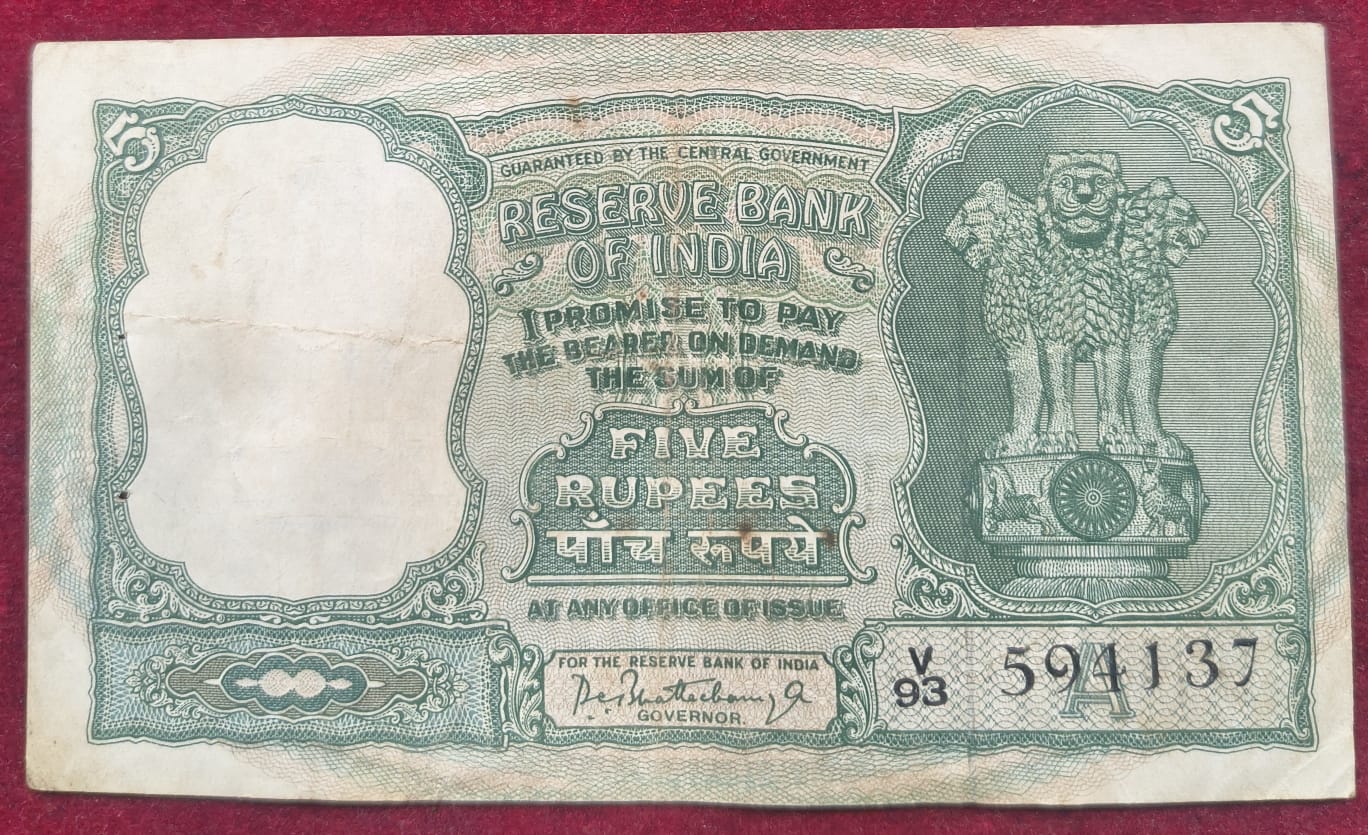 5
5
GUARANTEED BY THE CENTRAL GOVERNMENT
RESERVE BANK
OF INDIA
I PROMISE TO PAY
THE BEARER ON DEMAND
THE SUM OF
FIVE
RUPEES
पाँच रूपये
AT ANY OFFICE OF ISSUE
FOR THE RESERVE BANK OF INDIA
P.C. Bhattacharyya
GOVERNOR.
V
93
594137
A